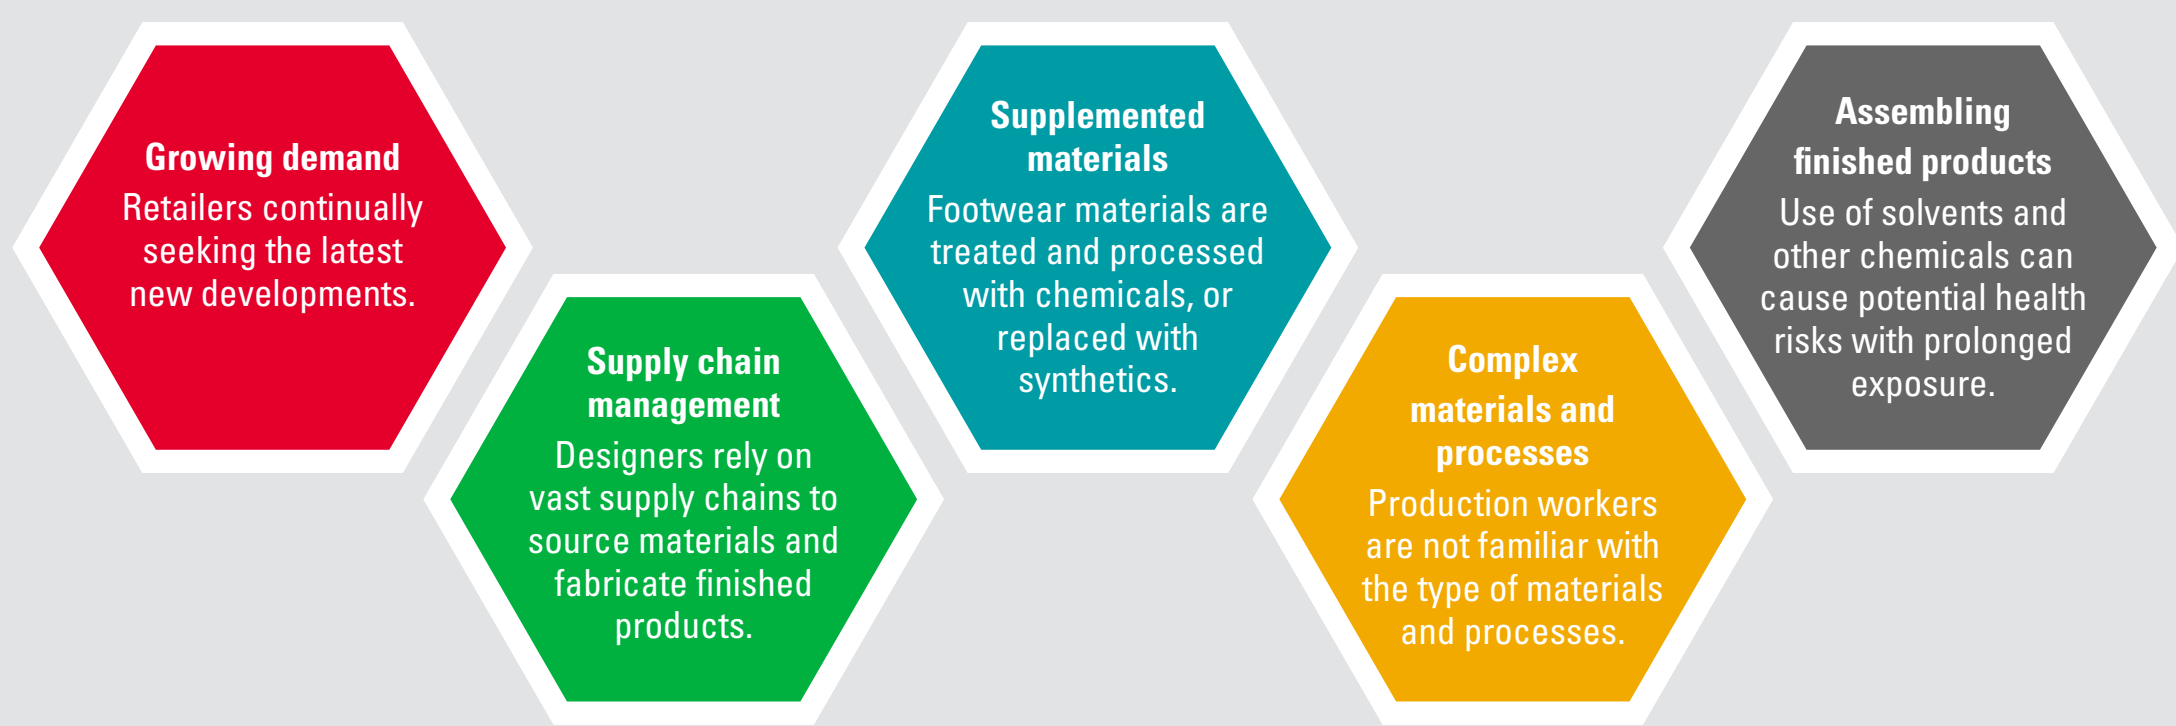 Growing demand
Retailers continually
seeking the latest
new developments.
Supply chain
management
Designers rely on
vast supply chains to
source materials and
fabricate finished
products.
Supplemented
materials
Footwear materials are
treated and processed
with chemicals, or
replaced with
synthetics.
Complex
materials and
processes
Production workers
are not familiar with
the type of materials
and processes.
Assembling
finished products
Use of solvents and
other chemicals can
cause potential health
risks with prolonged
exposure.